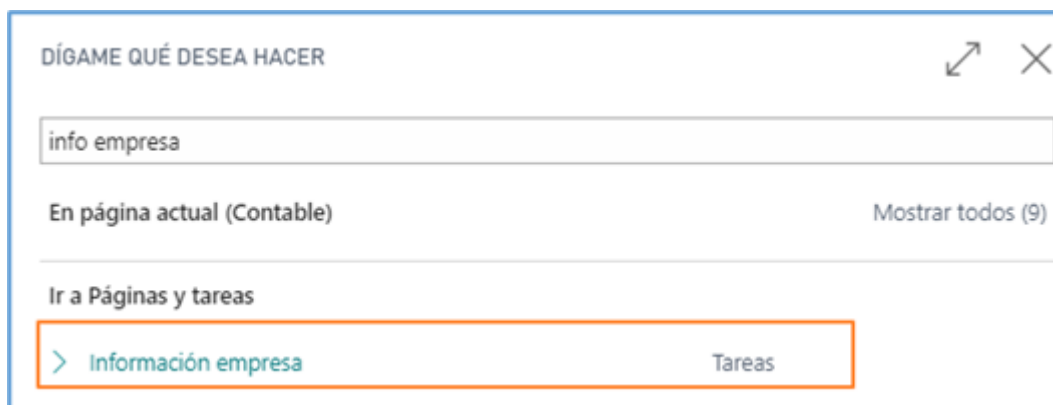 DÍGAME QUÉ DESEA HACER
info empresa
En página actual (Contable) Mostrar todos (9)
Ir a Páginas y tareas
Información empresa Tareas